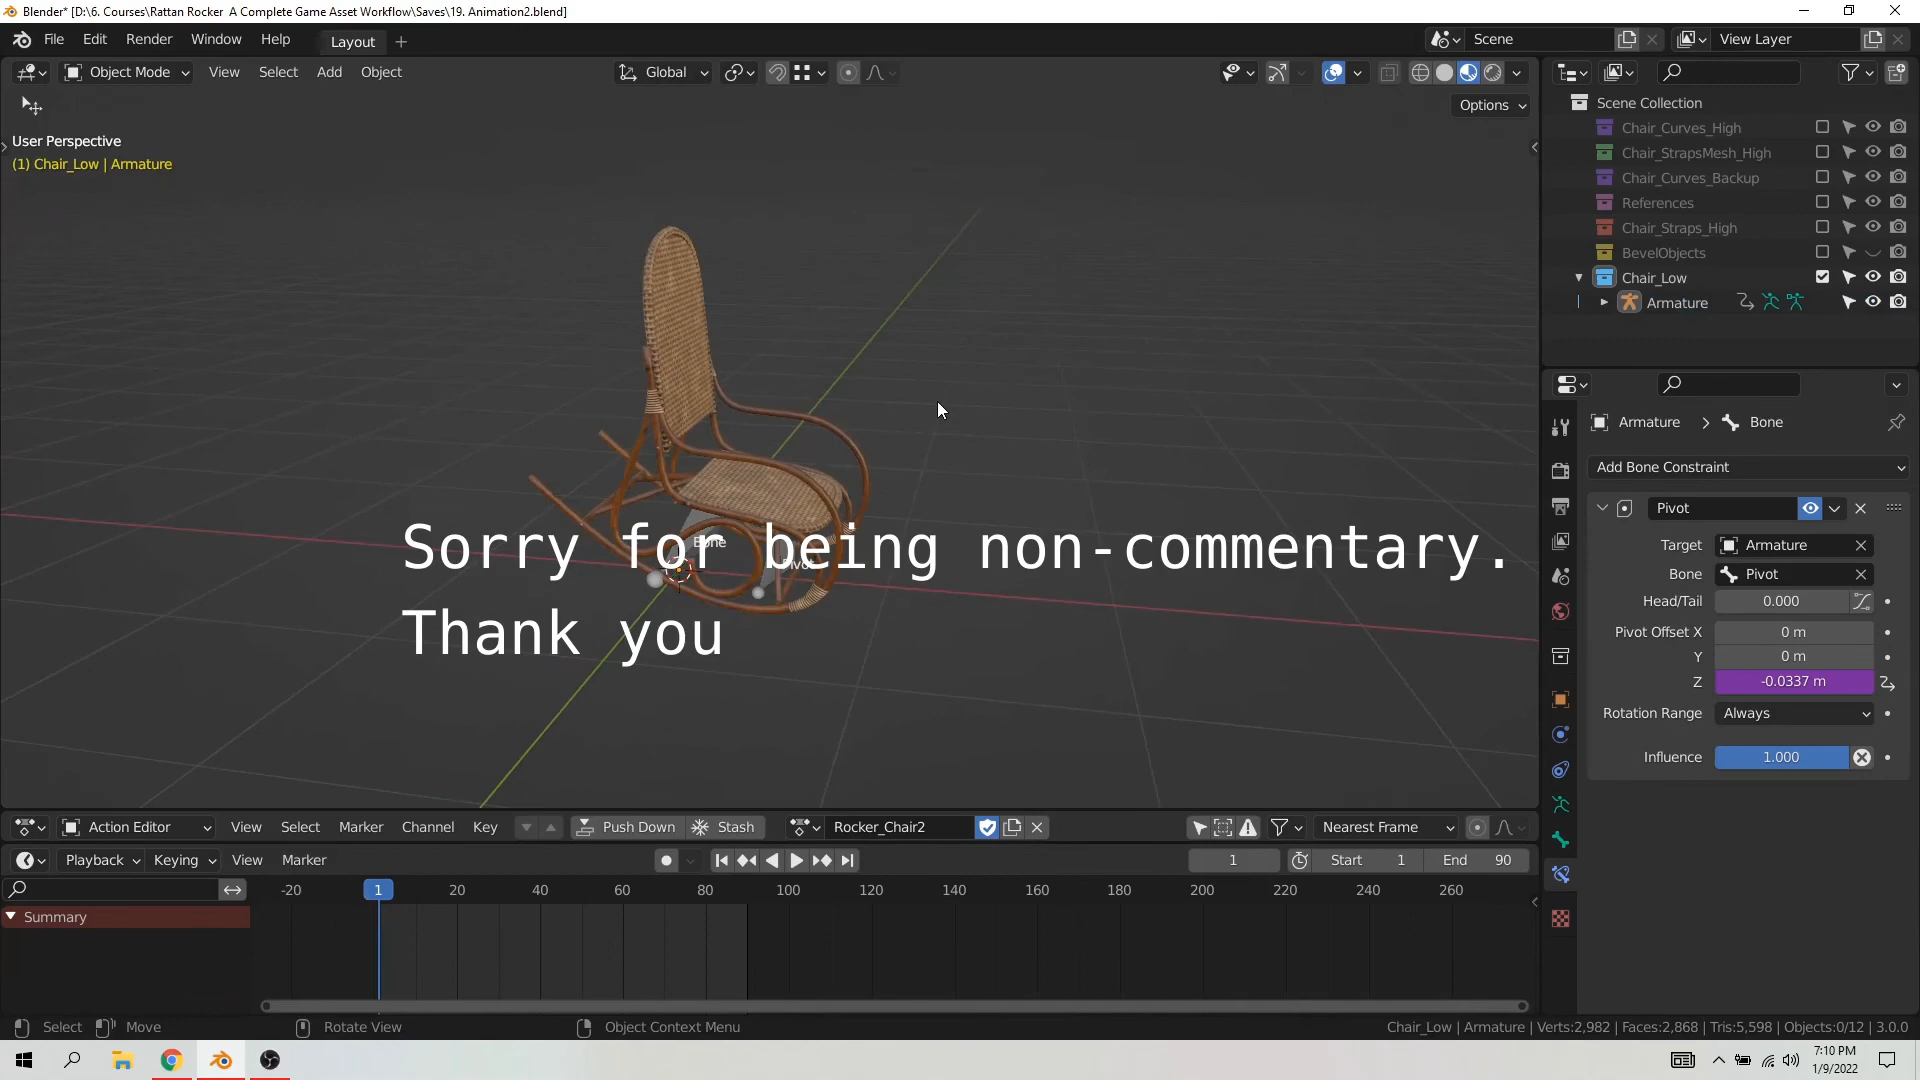 Blender* [D:\6. Courses\Rattan Rocker  A Complete Game Asset Workflow\Saves\19. Animation2.blend]
File Edit Render Window Help Layout + Scene View Layer
Object Mode View Select Add Object Global
Options
User Perspective
(1) Chair_Low | Armature
Scene Collection
Chair_Curves_High
Chair_StrapsMesh_High
Chair_Curves_Backup
References
Chair_Straps_High
BevelObjects
Chair_Low
Armature
Armature > Bone
Add Bone Constraint
Pivot
Target Armature
Bone Pivot
Head/Tail 0.000
Pivot Offset X 0 m
Y 0 m
Z -0.0337 m
Rotation Range Always
Influence 1.000
Bone
Pivot
Sorry for being non-commentary.
Thank you
Action Editor View Select Marker Channel Key Push Down Stash Rocker_Chair2 Nearest Frame
Playback Keying View Marker 1 Start 1 End 90
-20 1 20 40 60 80 100 120 140 160 180 200 220 240 260
Summary
Select Move Rotate View Object Context Menu Chair_Low | Armature | Verts:2,982 | Faces:2,868 | Tris:5,598 | Objects:0/12 | 3.0.0
7:10 PM
1/9/2022